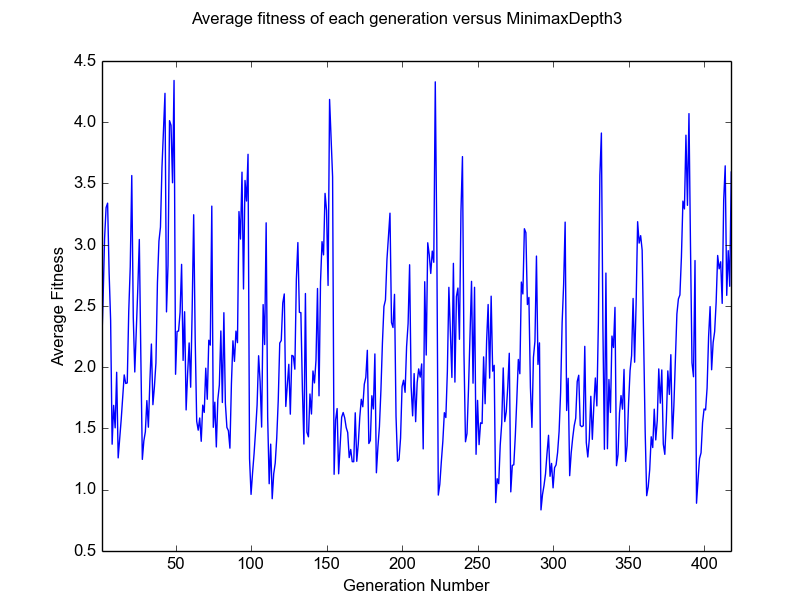 Average fitness of each generation versus MinimaxDepth3
4.5
4.0
3.5
3.0
2.5
2.0
1.5
1.0
0.5
Average Fitness
50 100 150 200 250 300 350 400
Generation Number